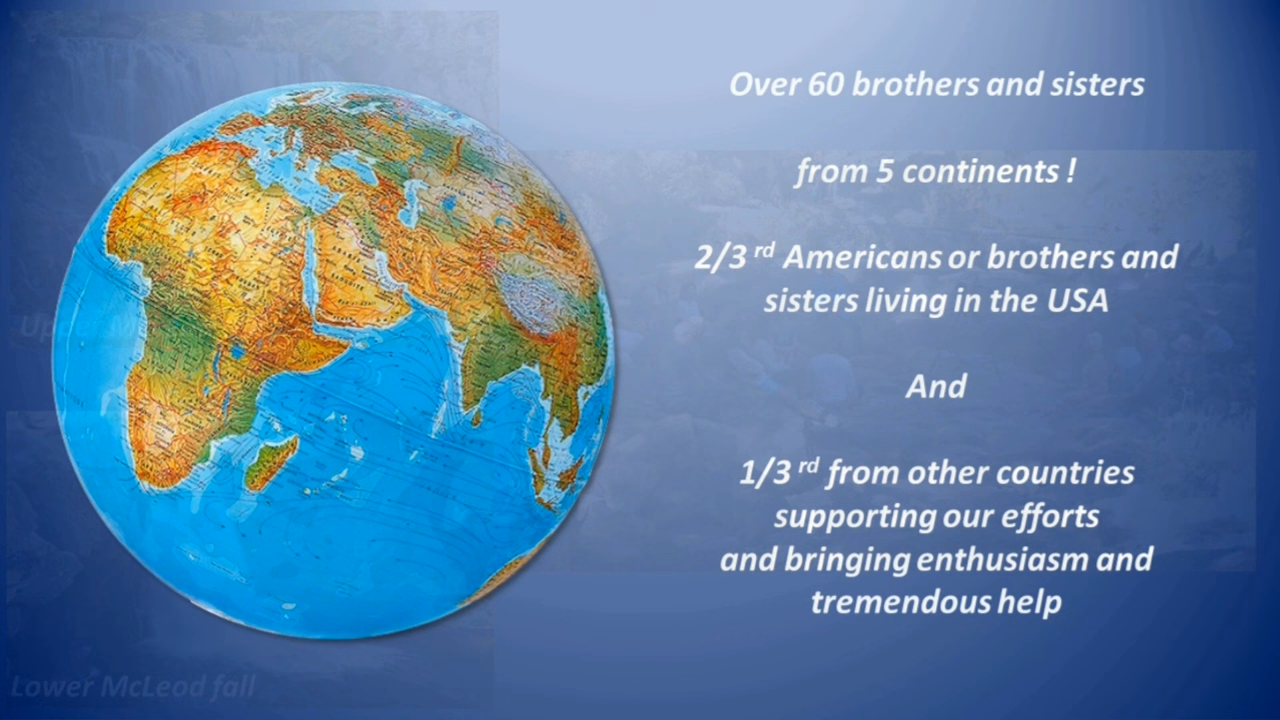 Over 60 brothers and sisters
from 5 continents !
2/3 rd Americans or brothers and
sisters living in the USA
And
1/3 rd from other countries
supporting our efforts
and bringing enthusiasm and
tremendous help
Lower McLeod fall